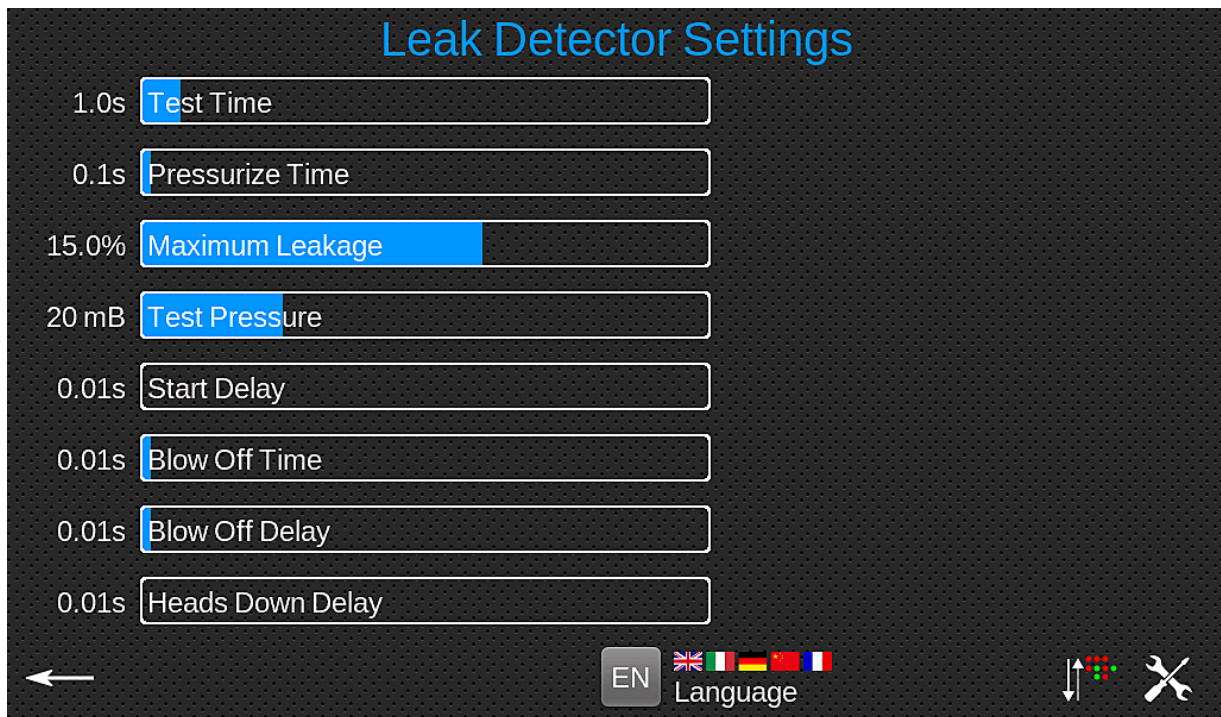 Leak Detector Settings
1.0s Test Time
0.1s Pressurize Time
15.0% Maximum Leakage
20 mB Test Pressure
0.01s Start Delay
0.01s Blow Off Time
0.01s Blow Off Delay
0.01s Heads Down Delay
EN Language